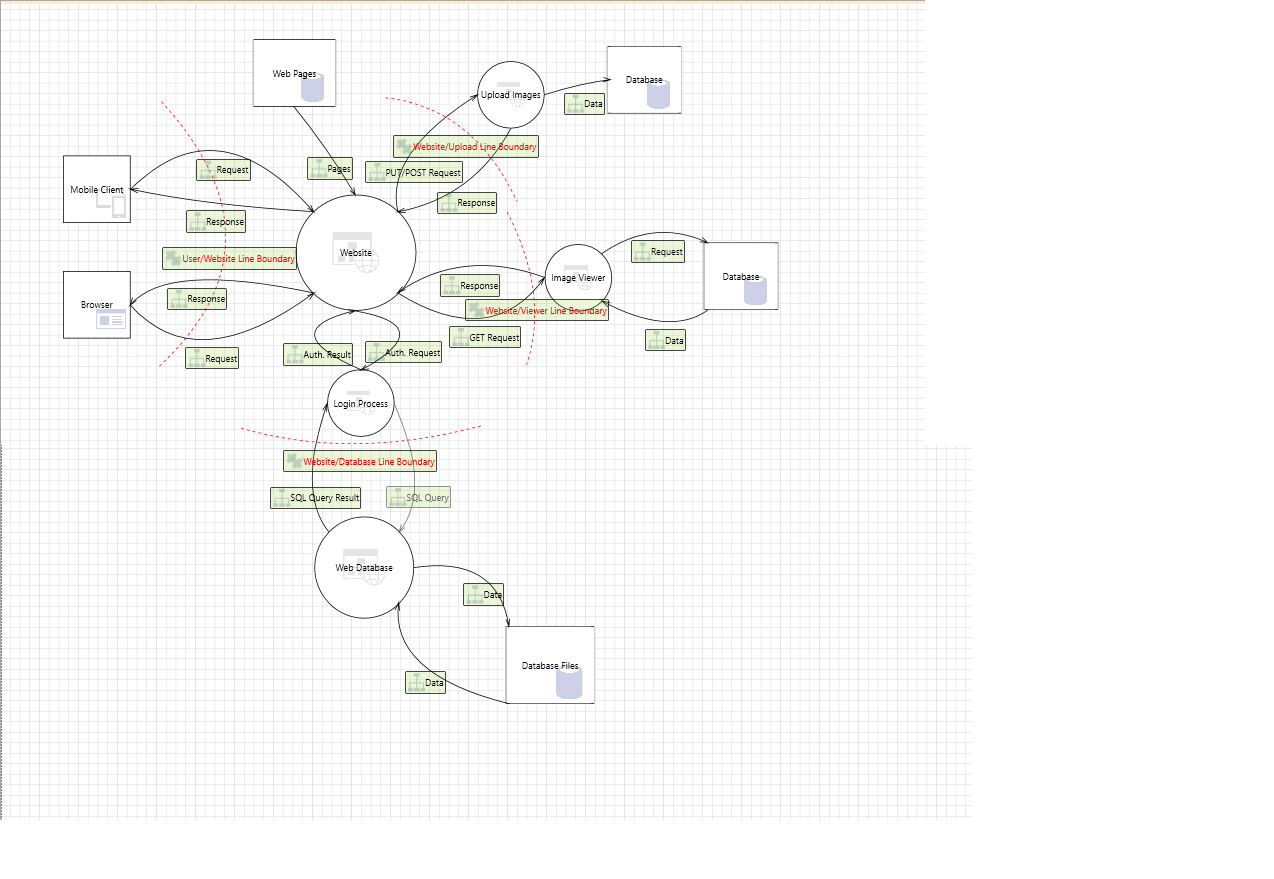 Web Pages
Upload Images
Database
Data
Website/Upload Line Boundary
Request
Pages
PUT/POST Request
Mobile Client
Response
Response
Website
User/Website Line Boundary
Request
Image Viewer
Database
Response
Browser
Response
Website/Viewer Line Boundary
GET Request
Data
Request
Auth. Result
Auth. Request
Login Process
Website/Database Line Boundary
SQL Query Result
SQL Query
Web Database
Data
Database Files
Data